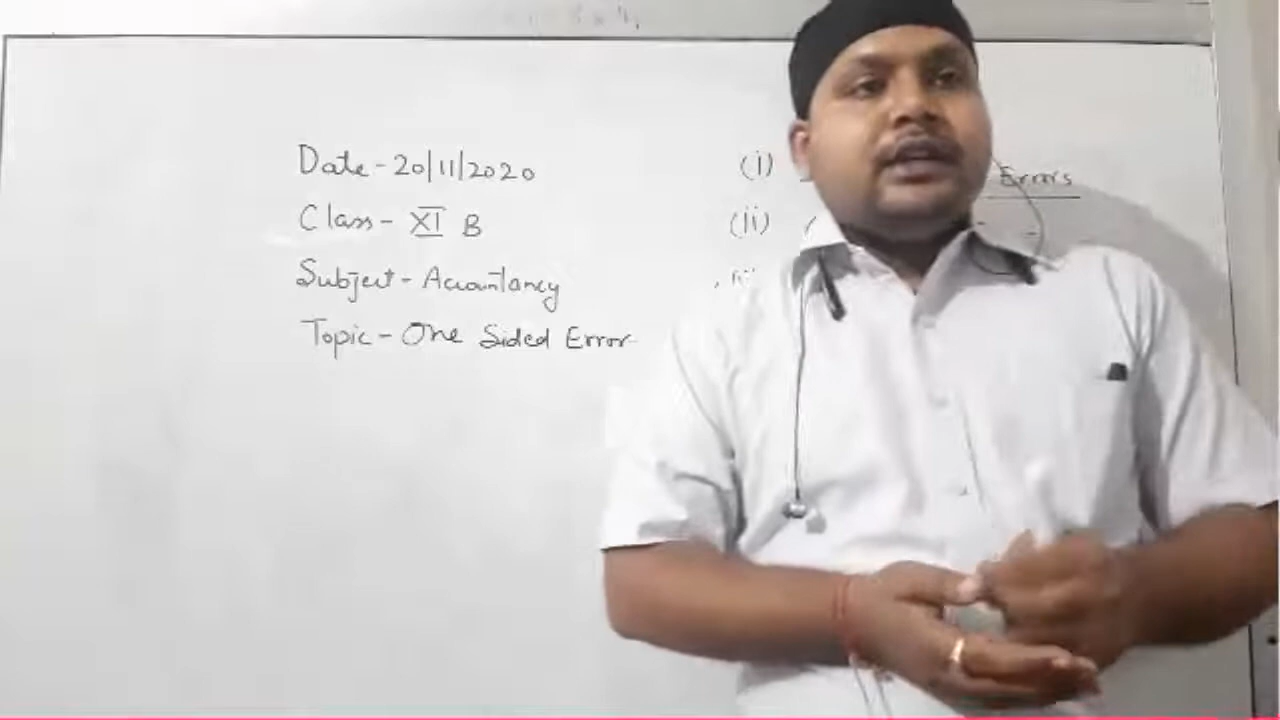 Date - 20/11/2020
Class - XI B
Subject - Accountancy
Topic - One Sided Error
(i)
Errors
(ii)